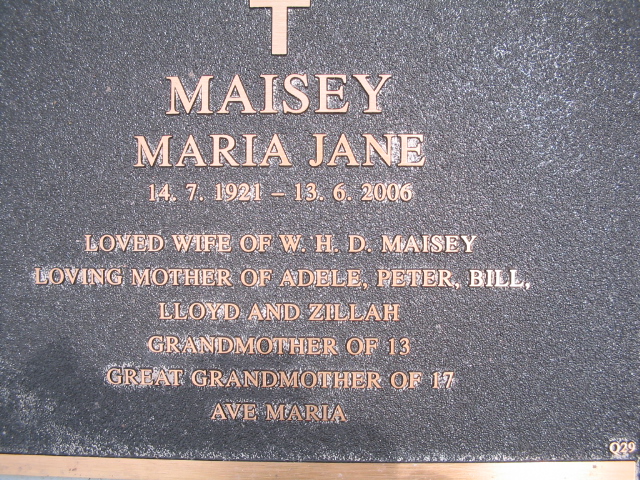 MAISEY
MARIA JANE
14. 7. 1921 – 13. 6. 2006
LOVED WIFE OF W. H. D. MAISEY
LOVING MOTHER OF ADELE, PETER, BILL,
LLOYD AND ZILLAH
GRANDMOTHER OF 13
GREAT GRANDMOTHER OF 17
AVE MARIA
Q29